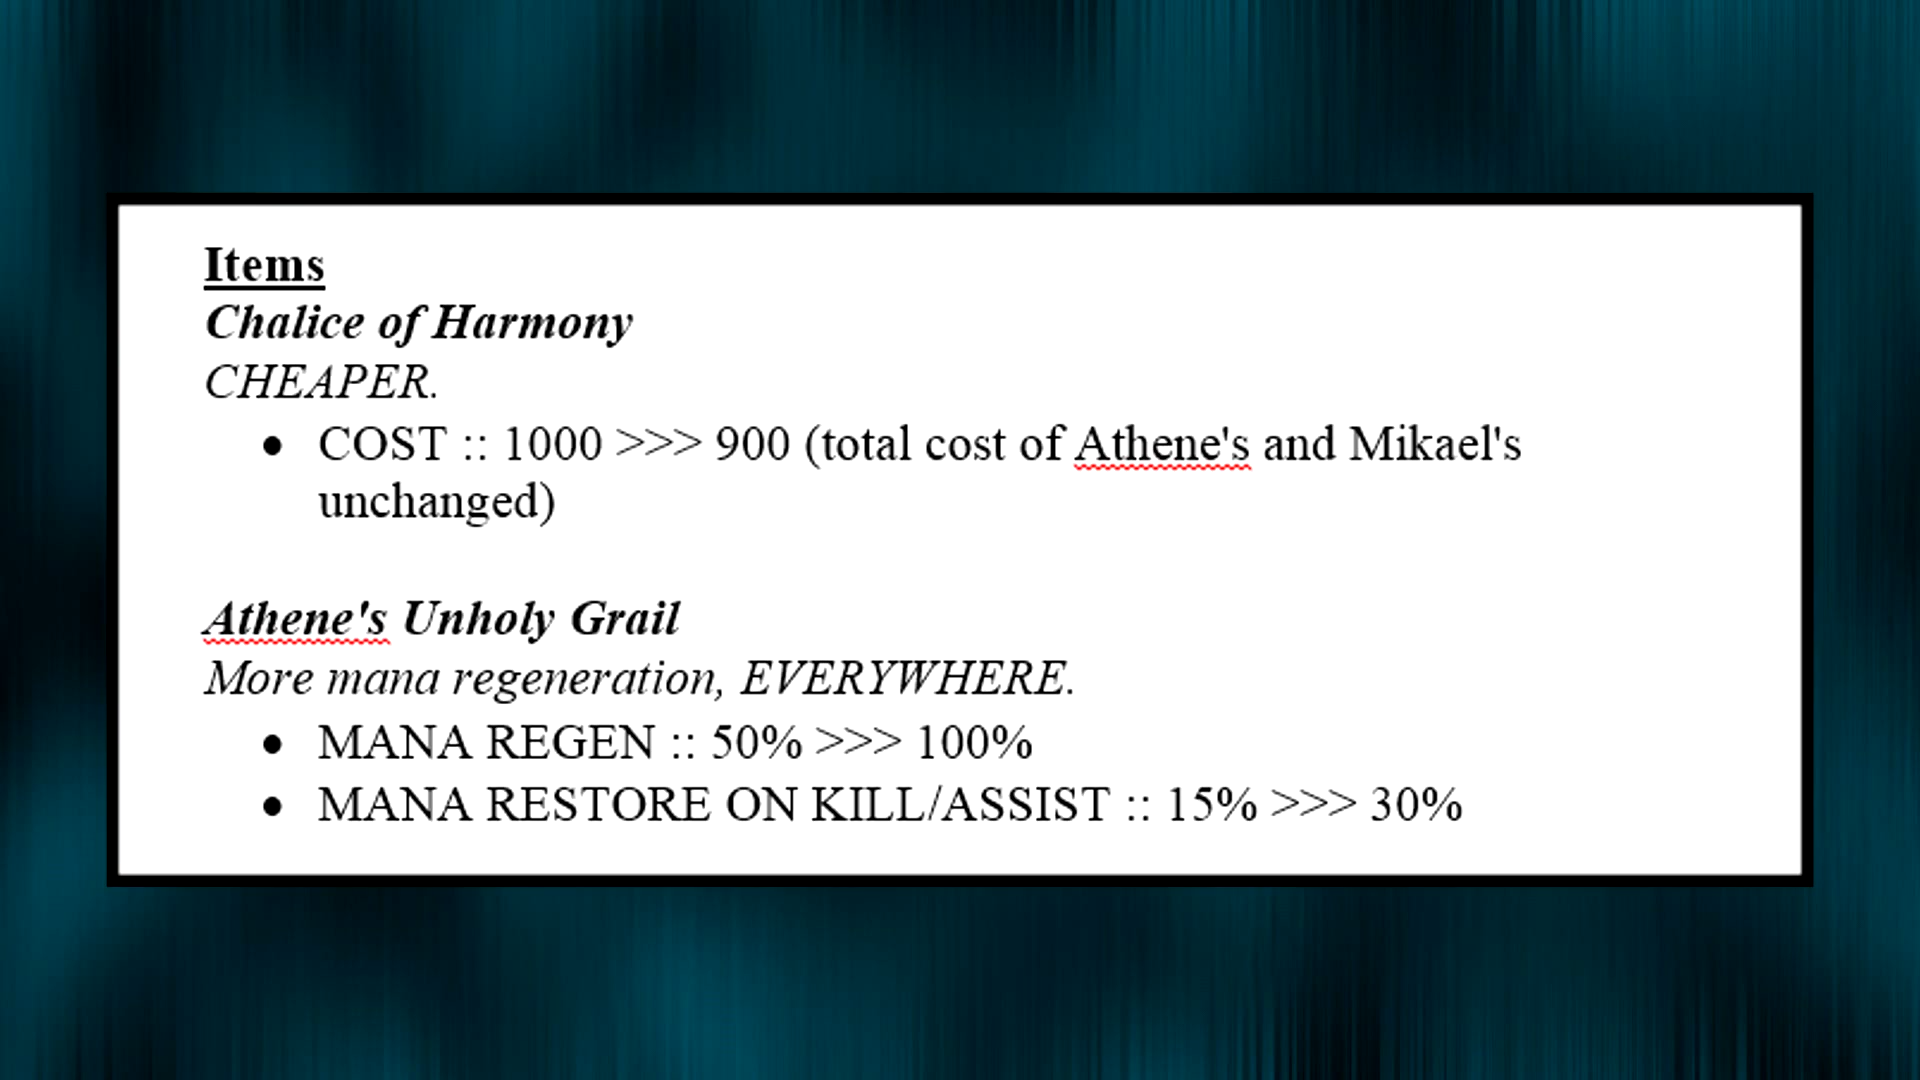 Items
Chalice of Harmony
CHEAPER.
• COST :: 1000 >>> 900 (total cost of Athene's and Mikael's
unchanged)
Athene's Unholy Grail
More mana regeneration, EVERYWHERE.
• MANA REGEN :: 50% >>> 100%
• MANA RESTORE ON KILL/ASSIST :: 15% >>> 30%